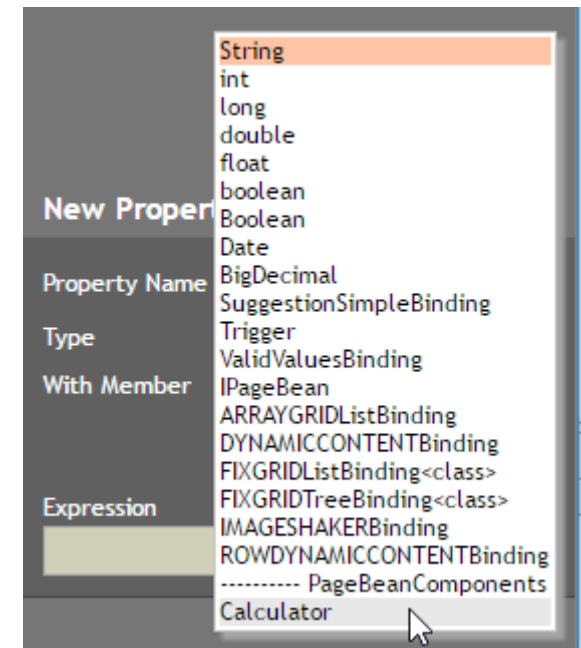 String
int
long
double
float
boolean
Boolean
Date
BigDecimal
SuggestionSimpleBinding
Trigger
ValidValuesBinding
IPageBean
ARRAYGRIDListBinding
DYNAMICCONTENTBinding
FIXGRIDListBinding<class>
FIXGRIDTreeBinding<class>
IMAGESHAKERBinding
ROWDYNAMICCONTENTBinding
---------- PageBeanComponents
Calculator
New Propert
Property Name
Type
With Member
Expression